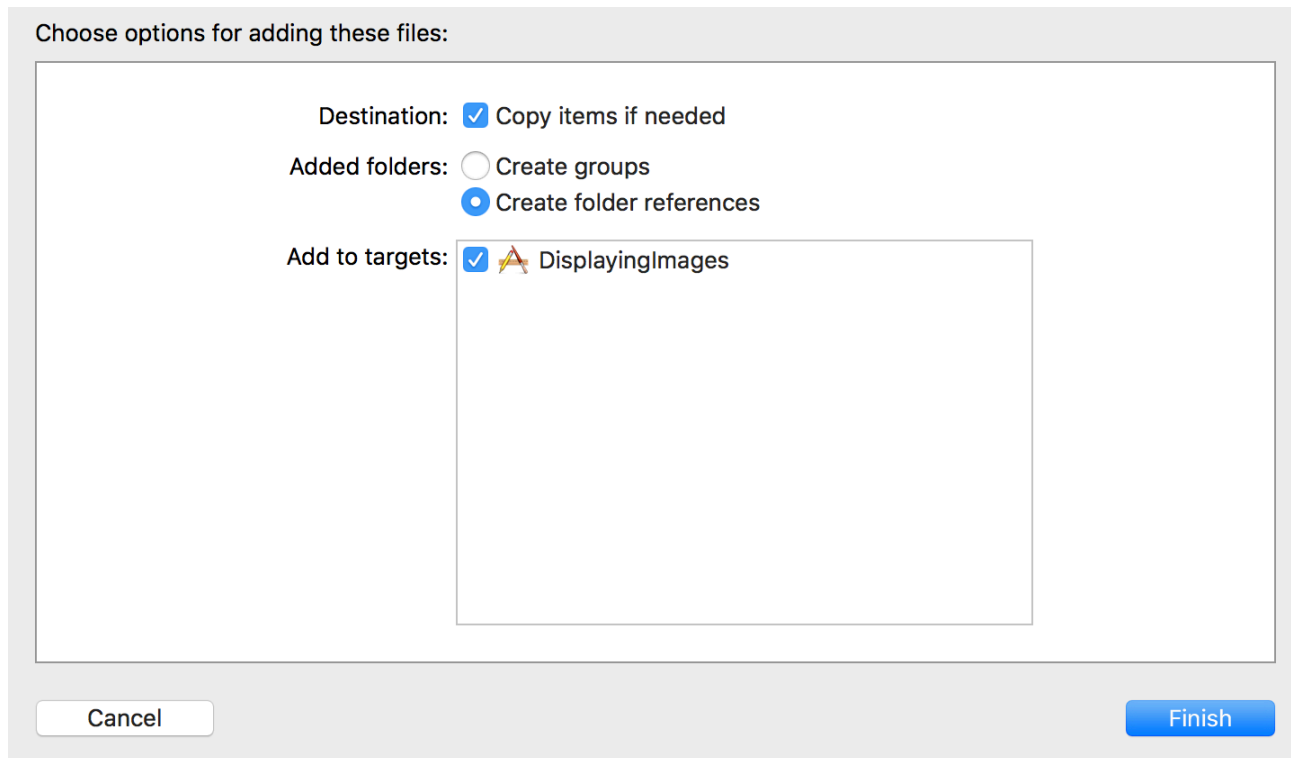 Choose options for adding these files:
Destination: Copy items if needed
Added folders: Create groups
Create folder references
Add to targets: DisplayingImages
Cancel Finish